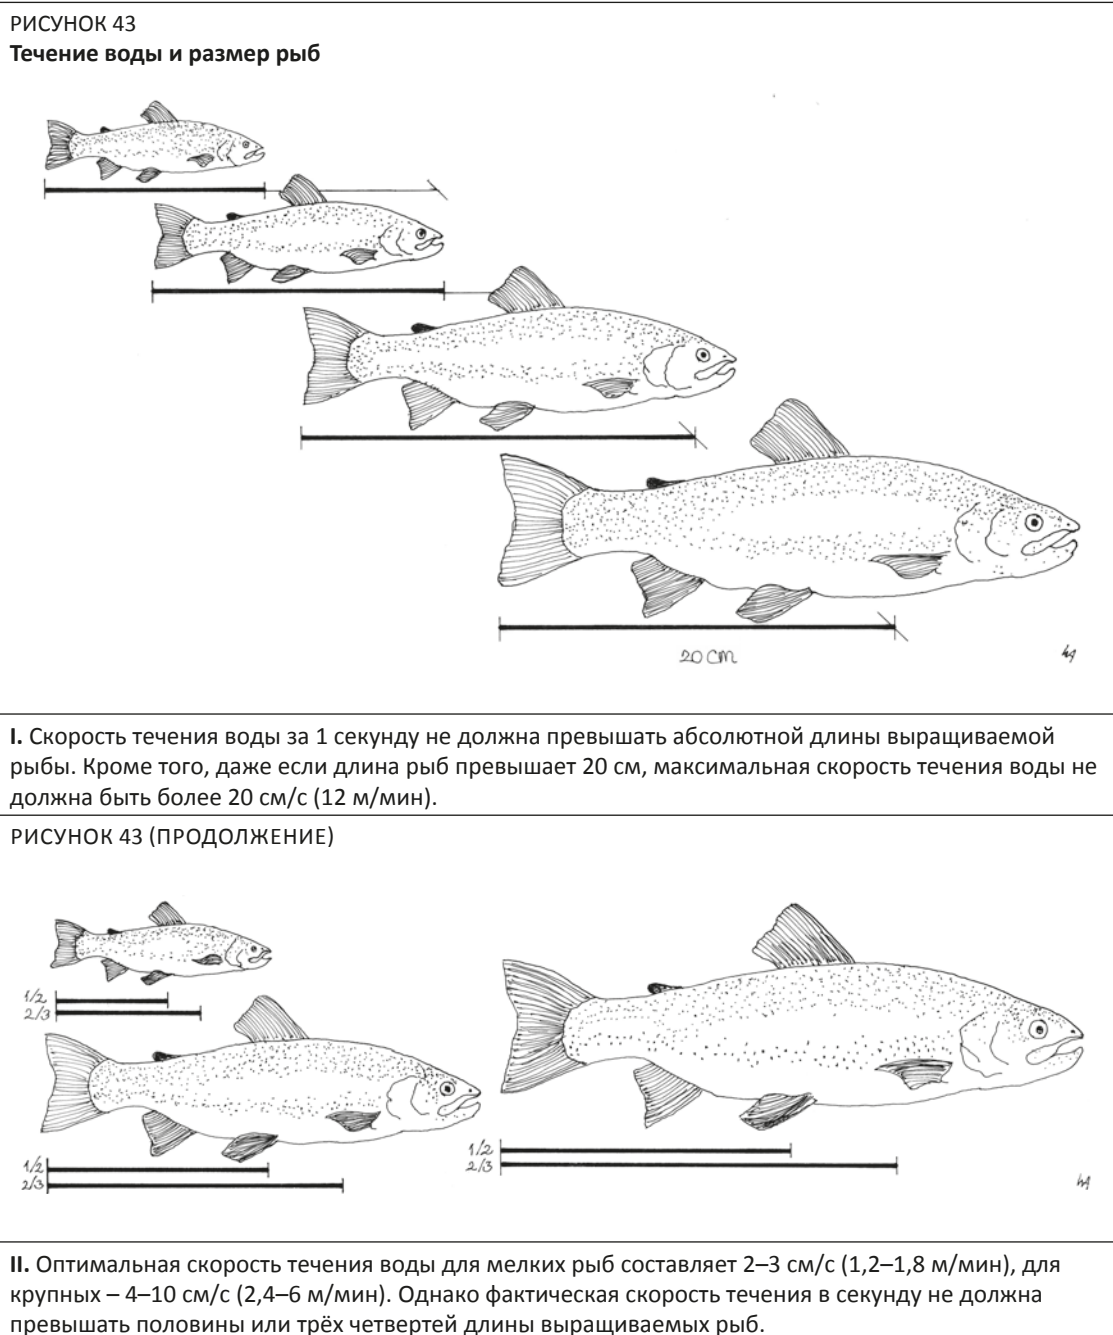 РИСУНОК 43
Течение воды и размер рыб
20 cm
I. Скорость течения воды за 1 секунду не должна превышать абсолютной длины выращиваемой
рыбы. Кроме того, даже если длина рыб превышает 20 см, максимальная скорость течения воды не
должна быть более 20 см/с (12 м/мин).
РИСУНОК 43 (ПРОДОЛЖЕНИЕ)
1/2
2/3
1/2
2/3
1/2
2/3
II. Оптимальная скорость течения воды для мелких рыб составляет 2–3 см/с (1,2–1,8 м/мин), для
крупных – 4–10 см/с (2,4–6 м/мин). Однако фактическая скорость течения в секунду не должна
превышать половины или трёх четвертей длины выращиваемых рыб.